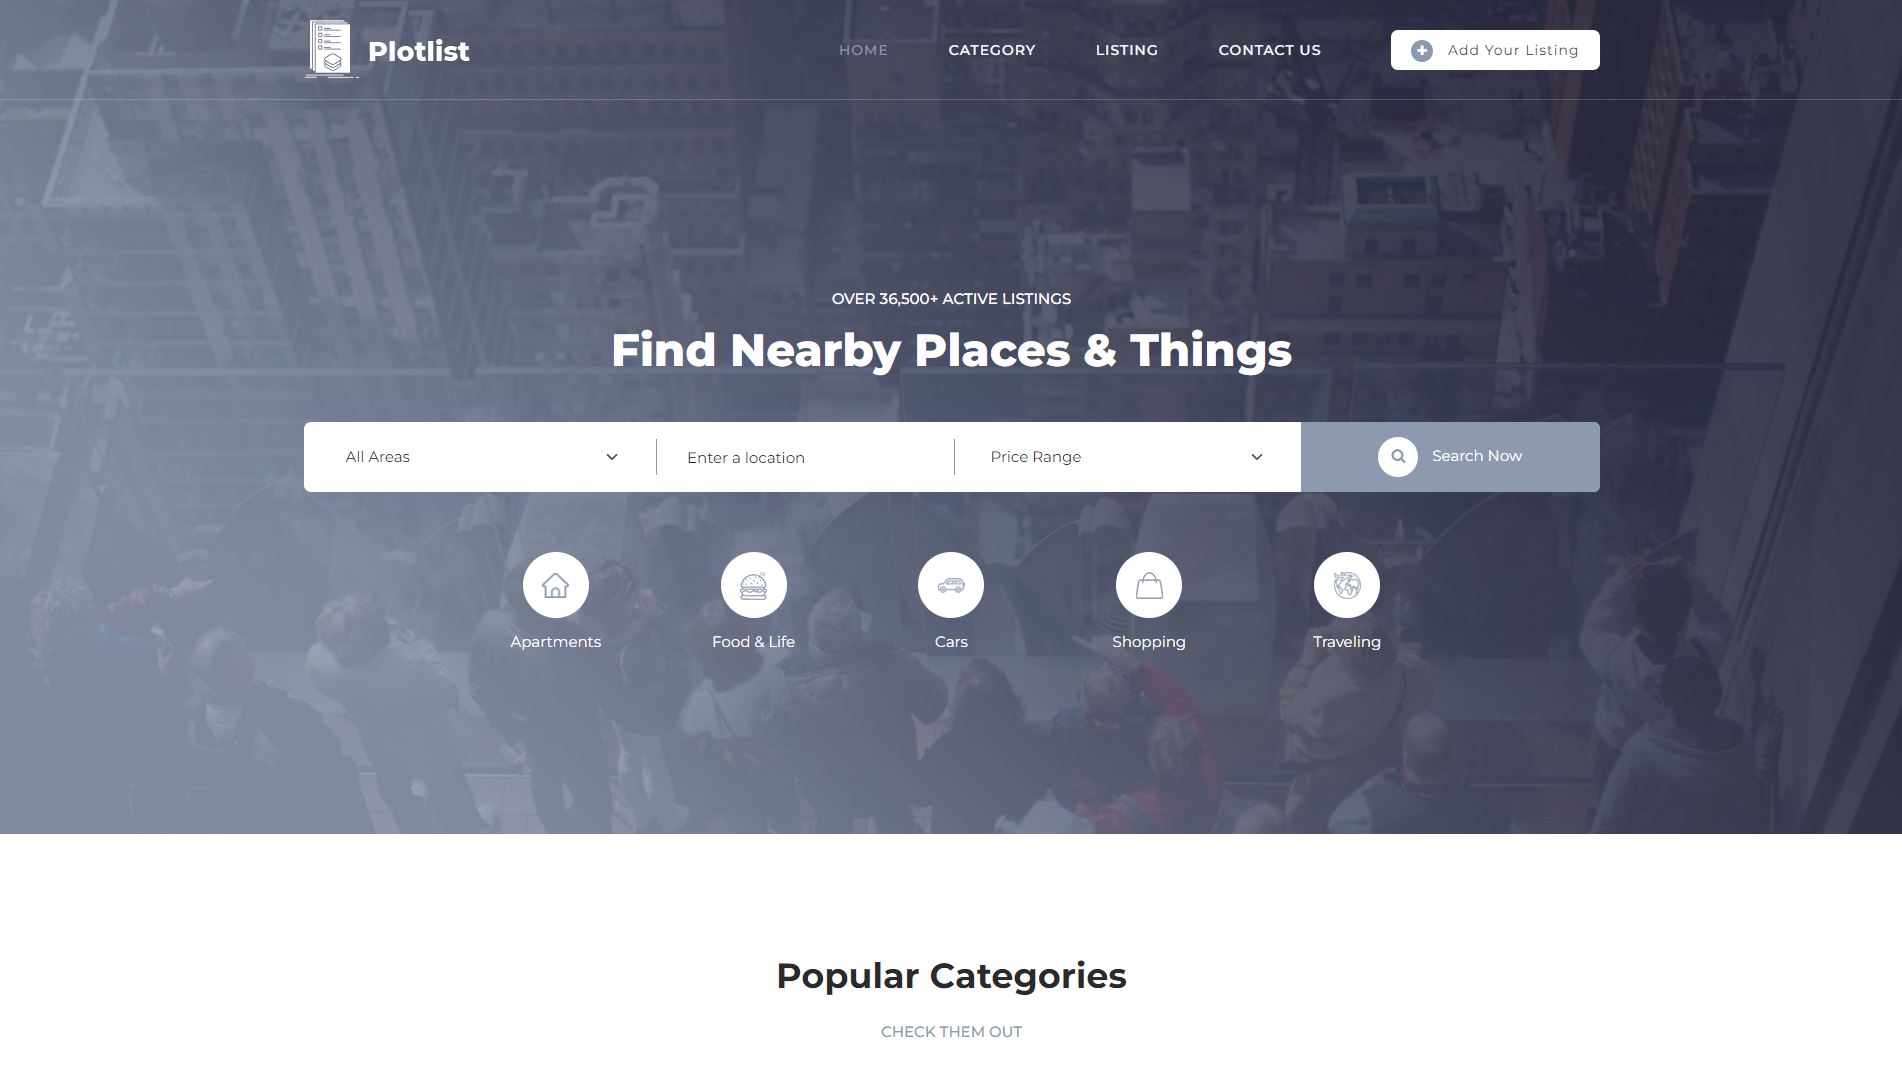 Plotlist
HOME
CATEGORY
LISTING
CONTACT US
Add Your Listing
OVER 36,500+ ACTIVE LISTINGS
Find Nearby Places & Things
All Areas
Enter a location
Price Range
Search Now
Apartments
Food & Life
Cars
Shopping
Traveling
Popular Categories
CHECK THEM OUT